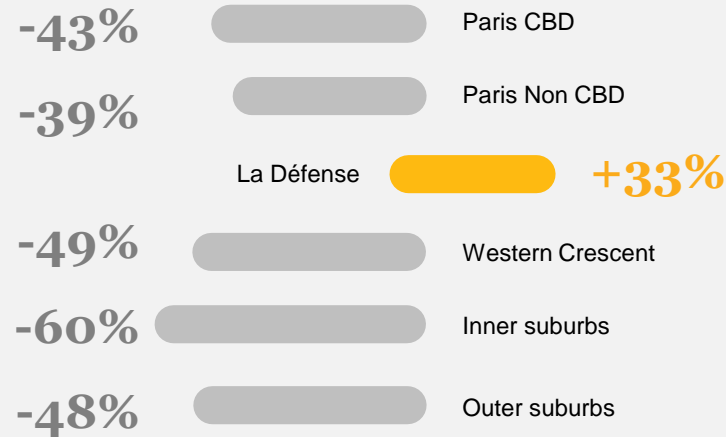 -43% Paris CBD
-39% Paris Non CBD
La Défense +33%
-49% Western Crescent
-60% Inner suburbs
-48% Outer suburbs